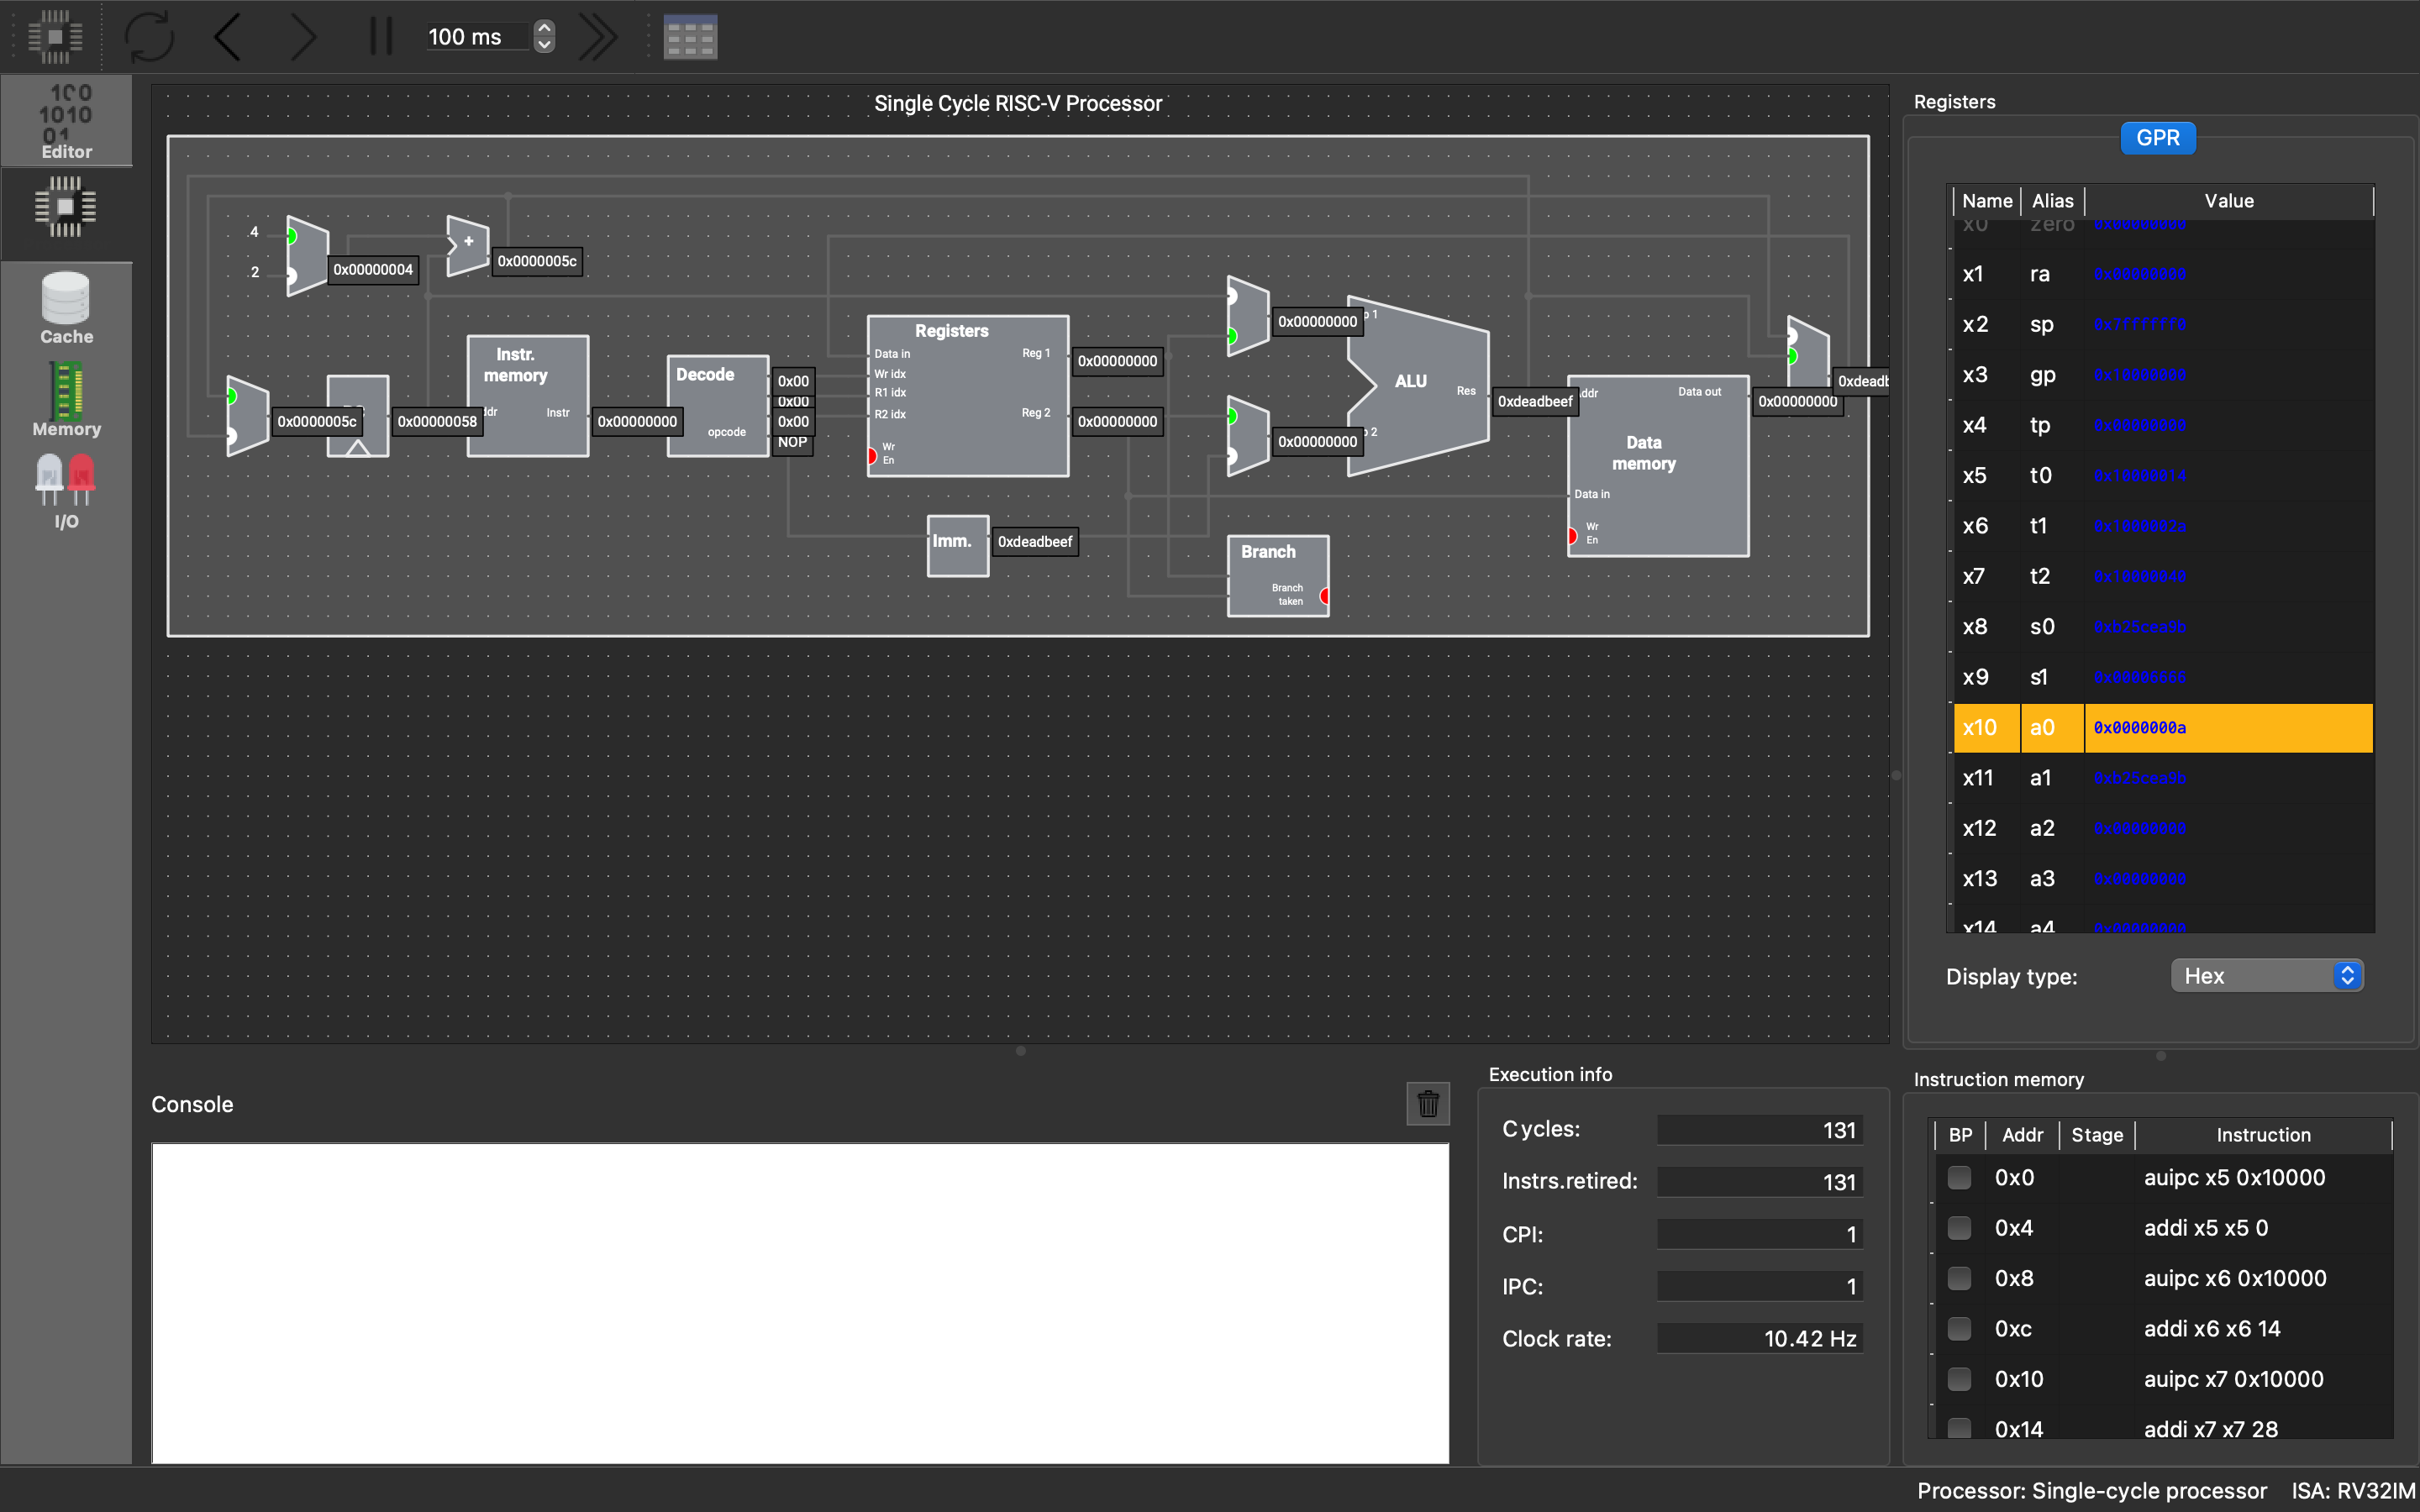 100 ms
Editor
Cache
Memory
I/O
Single Cycle RISC-V Processor
4
2
0x00000004
+
0x0000005c
0x0000005c
0x00000058
Instr.
memory
ddr
Instr
0x00000000
Decode
opcode
0x00
0x00
0x00
NOP
Registers
Data in
Wr idx
R1 idx
R2 idx
Wr
En
Reg 1
Reg 2
0x00000000
0x00000000
Imm.
0xdeadbeef
0x00000000
0x00000000
1
2
ALU
Res
0xdeadbeef
Branch
Branch
taken
ddr
Data out
Data
memory
Data in
Wr
En
0x00000000
0xdeadb
Registers
GPR
Name Alias Value
x0 zero 0x00000000
x1 ra 0x00000000
x2 sp 0x7ffffff0
x3 gp 0x10000000
x4 tp 0x00000000
x5 t0 0x10000014
x6 t1 0x1000002a
x7 t2 0x10000040
x8 s0 0xb25cea9b
x9 s1 0x00006666
x10 a0 0x0000000a
x11 a1 0xb25cea9b
x12 a2 0x00000000
x13 a3 0x00000000
x14 a4 0x00000000
Display type: Hex
Console
Execution info
Cycles: 131
Instrs.retired: 131
CPI: 1
IPC: 1
Clock rate: 10.42 Hz
Instruction memory
BP Addr Stage Instruction
0x0 auipc x5 0x10000
0x4 addi x5 x5 0
0x8 auipc x6 0x10000
0xc addi x6 x6 14
0x10 auipc x7 0x10000
0x14 addi x7 x7 28
Processor: Single-cycle processor ISA: RV32IM